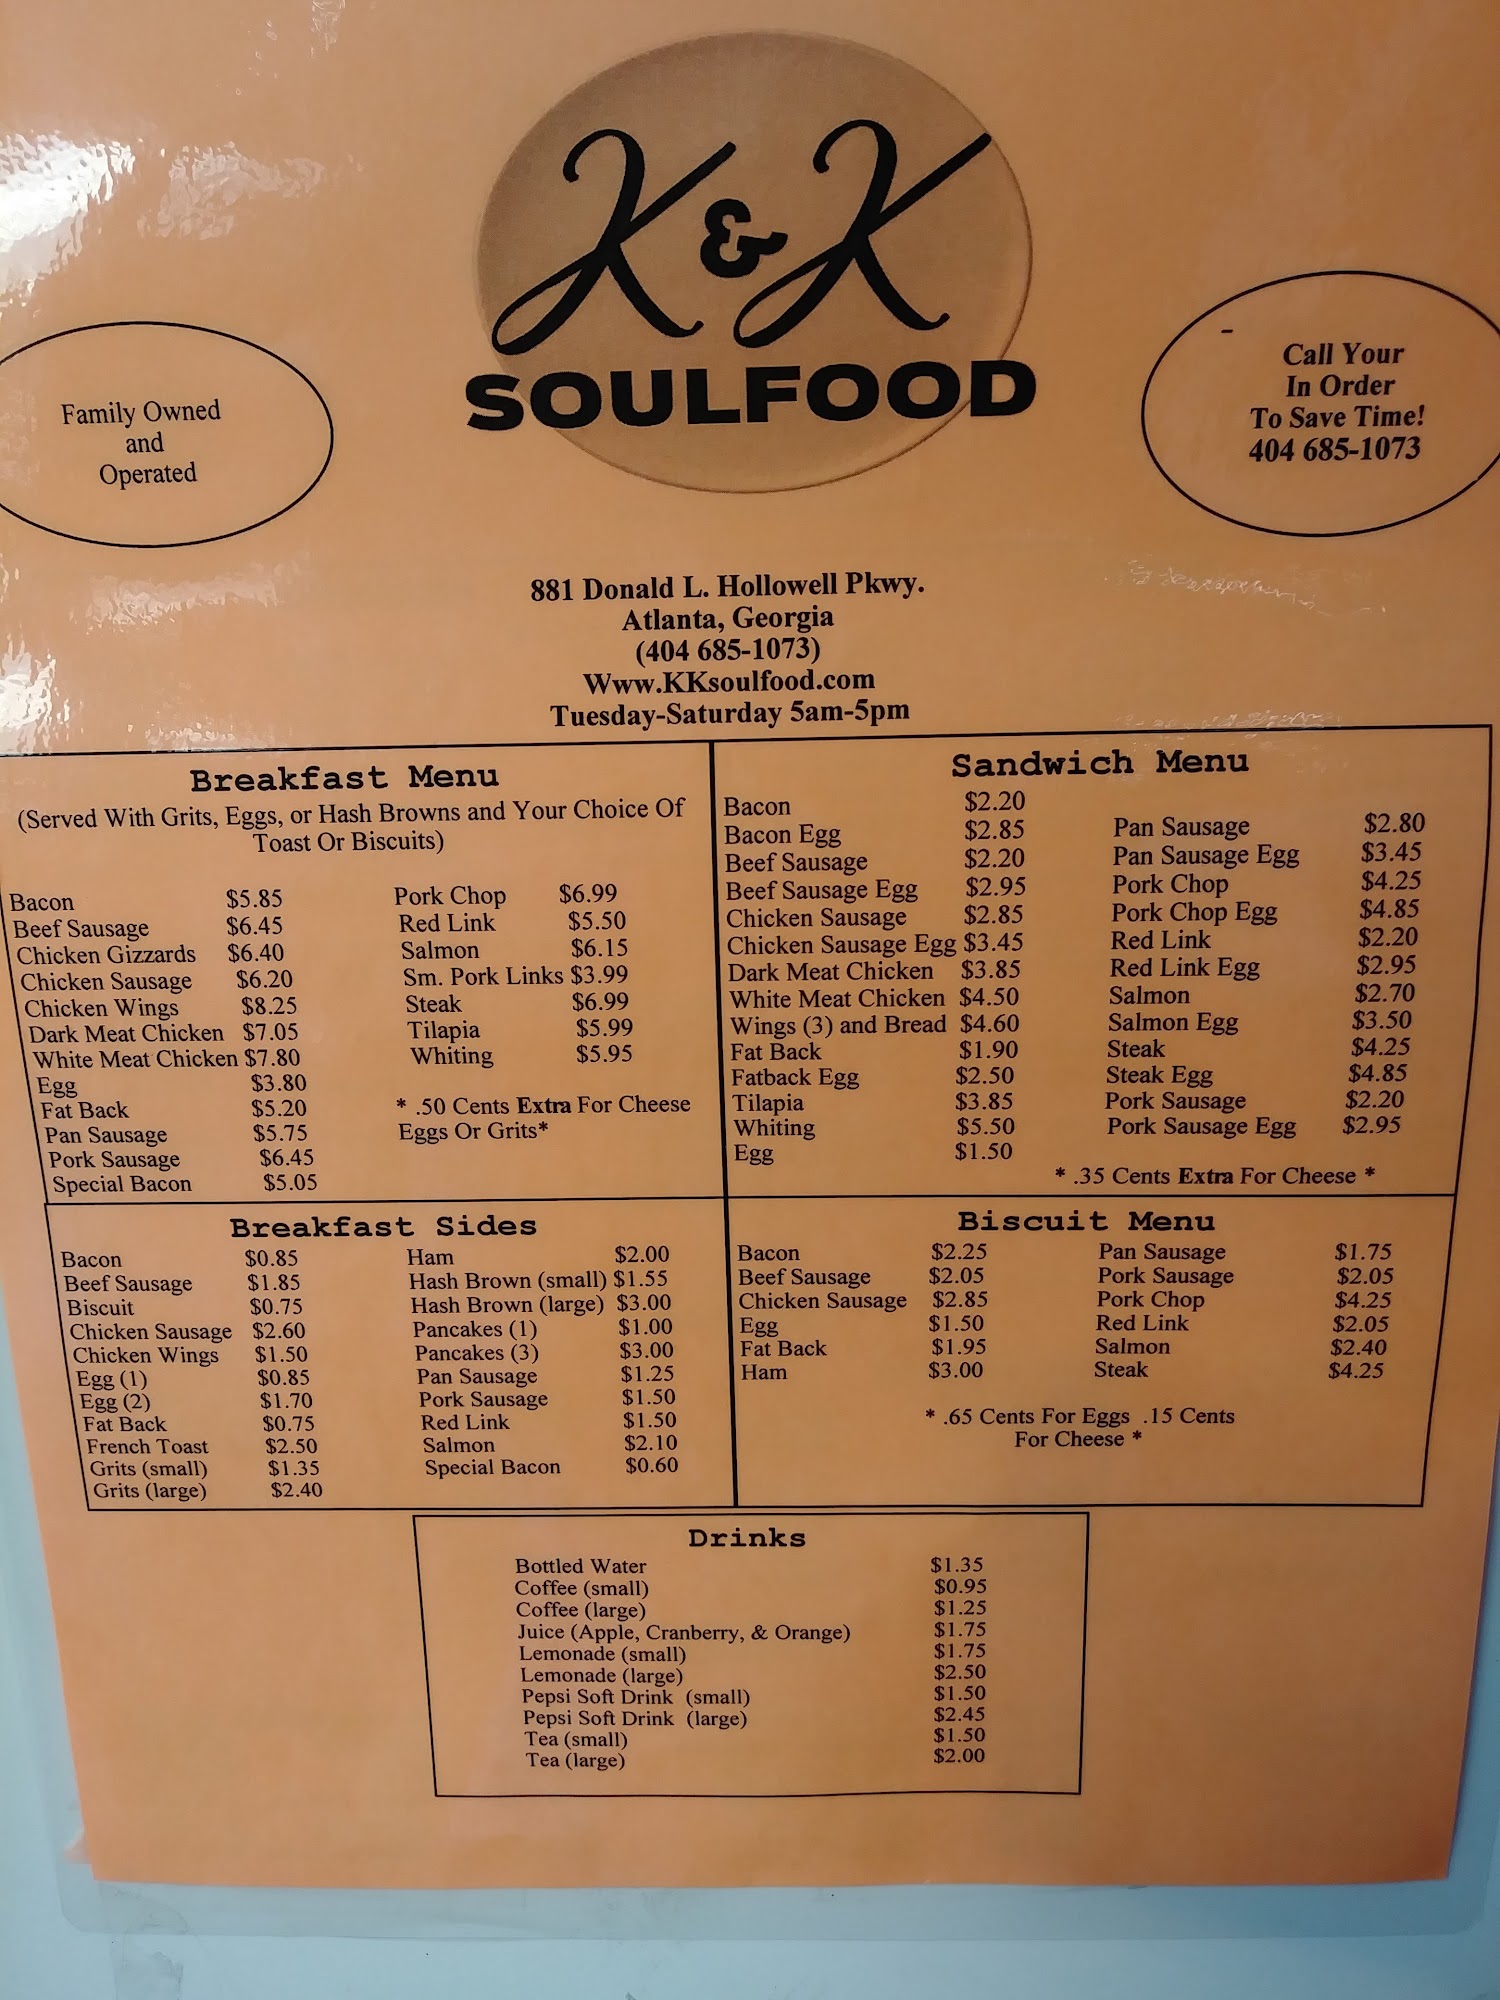 K & K
SOULFOOD
Family Owned
and
Operated
Call Your
In Order
To Save Time!
404 685-1073
881 Donald L. Hollowell Pkwy.
Atlanta, Georgia
(404 685-1073)
Www.KKsoulfood.com
Tuesday-Saturday 5am-5pm
Breakfast Menu
(Served With Grits, Eggs, or Hash Browns and Your Choice Of
Toast Or Biscuits)
Bacon $5.85
Beef Sausage $6.45
Chicken Gizzards $6.40
Chicken Sausage $6.20
Chicken Wings $8.25
Dark Meat Chicken $7.05
White Meat Chicken $7.80
Egg $3.80
Fat Back $5.20
Pan Sausage $5.75
Pork Sausage $6.45
Special Bacon $5.05
Pork Chop $6.99
Red Link $5.50
Salmon $6.15
Sm. Pork Links $3.99
Steak $6.99
Tilapia $5.99
Whiting $5.95
* .50 Cents Extra For Cheese
Eggs Or Grits*
Sandwich Menu
Bacon $2.20
Bacon Egg $2.85
Beef Sausage $2.20
Beef Sausage Egg $2.95
Chicken Sausage $2.85
Chicken Sausage Egg $3.45
Dark Meat Chicken $3.85
White Meat Chicken $4.50
Wings (3) and Bread $4.60
Fat Back $1.90
Fatback Egg $2.50
Tilapia $3.85
Whiting $5.50
Egg $1.50
Pan Sausage $2.80
Pan Sausage Egg $3.45
Pork Chop $4.25
Pork Chop Egg $4.85
Red Link $2.20
Red Link Egg $2.95
Salmon $2.70
Salmon Egg $3.50
Steak $4.25
Steak Egg $4.85
Pork Sausage $2.20
Pork Sausage Egg $2.95
* .35 Cents Extra For Cheese *
Breakfast Sides
Bacon $0.85
Beef Sausage $1.85
Biscuit $0.75
Chicken Sausage $2.60
Chicken Wings $1.50
Egg (1) $0.85
Egg (2) $1.70
Fat Back $0.75
French Toast $2.50
Grits (small) $1.35
Grits (large) $2.40
Ham $2.00
Hash Brown (small) $1.55
Hash Brown (large) $3.00
Pancakes (1) $1.00
Pancakes (3) $3.00
Pan Sausage $1.25
Pork Sausage $1.50
Red Link $1.50
Salmon $2.10
Special Bacon $0.60
Biscuit Menu
Bacon $2.25
Beef Sausage $2.05
Chicken Sausage $2.85
Egg $1.50
Fat Back $1.95
Ham $3.00
Pan Sausage $1.75
Pork Sausage $2.05
Pork Chop $4.25
Red Link $2.05
Salmon $2.40
Steak $4.25
* .65 Cents For Eggs .15 Cents
For Cheese *
Drinks
Bottled Water $1.35
Coffee (small) $0.95
Coffee (large) $1.25
Juice (Apple, Cranberry, & Orange) $1.75
Lemonade (small) $1.75
Lemonade (large) $2.50
Pepsi Soft Drink (small) $1.50
Pepsi Soft Drink (large) $2.45
Tea (small) $1.50
Tea (large) $2.00